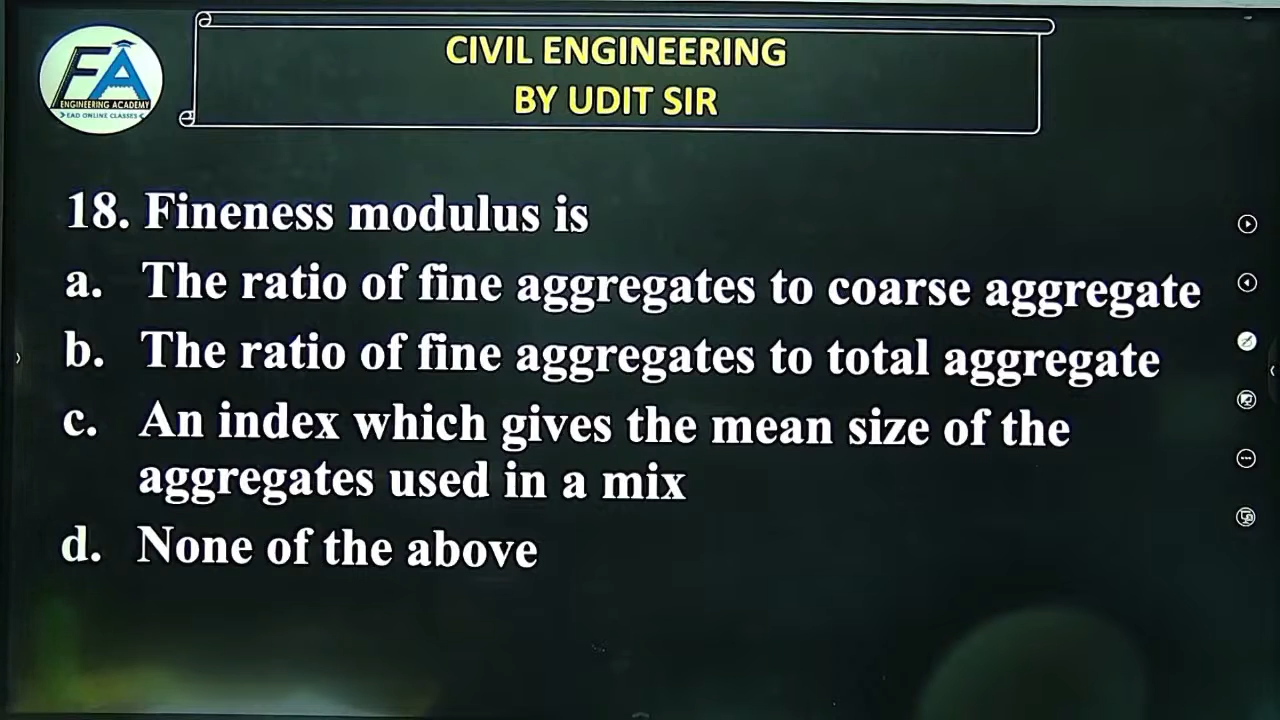 FA
ENGINEERING ACADEMY
EAD ONLINE CLASSES
CIVIL ENGINEERING
BY UDIT SIR
18. Fineness modulus is
a. The ratio of fine aggregates to coarse aggregate
b. The ratio of fine aggregates to total aggregate
c. An index which gives the mean size of the
aggregates used in a mix
d. None of the above